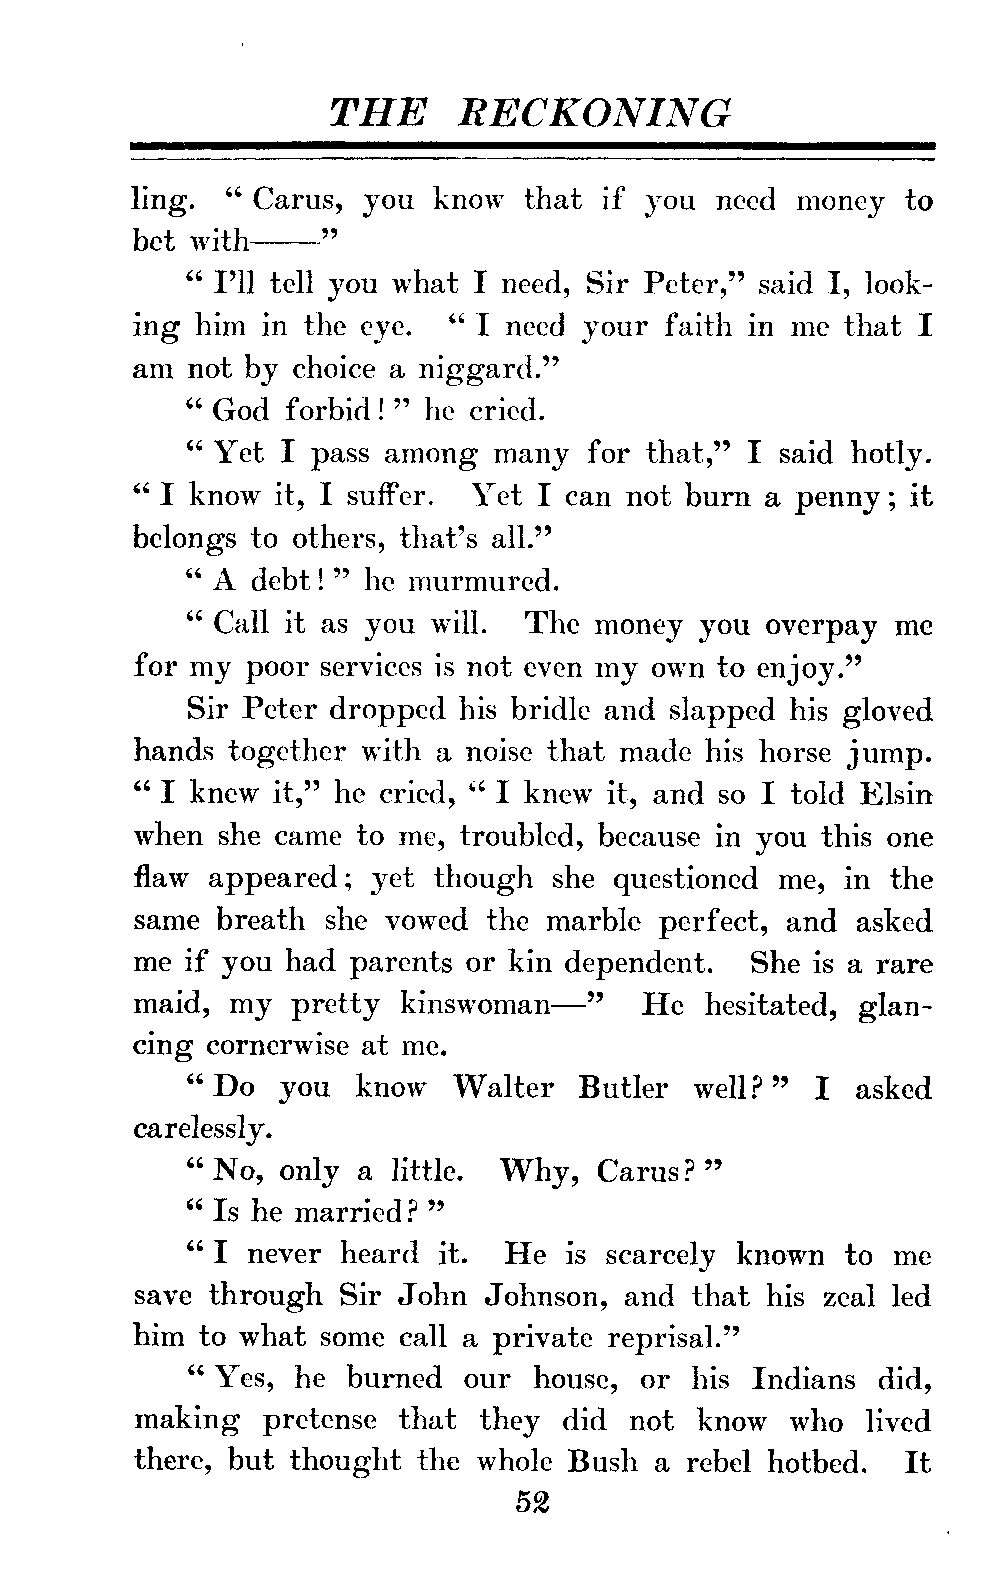 THE RECKONING
ling. “ Carus, you know that if you need money to
bet with——”
“ I’ll tell you what I need, Sir Peter,” said I, look-
ing him in the eye. “ I need your faith in me that I
am not by choice a niggard.”
“ God forbid! ” he cried.
“ Yet I pass among many for that,” I said hotly.
“ I know it, I suffer. Yet I can not burn a penny; it
belongs to others, that’s all.”
“ A debt! ” he murmured.
“ Call it as you will. The money you overpay me
for my poor services is not even my own to enjoy.”
Sir Peter dropped his bridle and slapped his gloved
hands together with a noise that made his horse jump.
“ I knew it,” he cried, “ I knew it, and so I told Elsin
when she came to me, troubled, because in you this one
flaw appeared; yet though she questioned me, in the
same breath she vowed the marble perfect, and asked
me if you had parents or kin dependent. She is a rare
maid, my pretty kinswoman—” He hesitated, glan-
cing cornerwise at me.
“ Do you know Walter Butler well? ” I asked
carelessly.
“ No, only a little. Why, Carus? ”
“ Is he married? ”
“ I never heard it. He is scarcely known to me
save through Sir John Johnson, and that his zeal led
him to what some call a private reprisal.”
“ Yes, he burned our house, or his Indians did,
making pretense that they did not know who lived
there, but thought the whole Bush a rebel hotbed. It
52